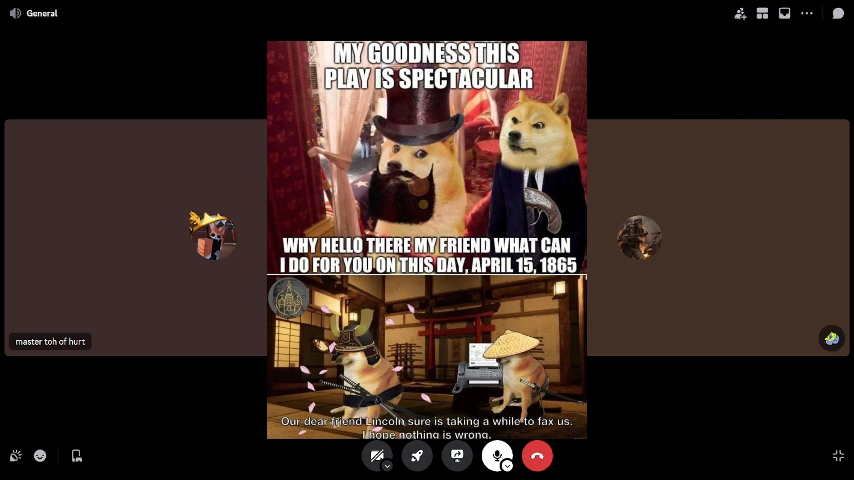 General
MY GOODNESS THIS
PLAY IS SPECTACULAR
WHY HELLO THERE MY FRIEND WHAT CAN
I DO FOR YOU ON THIS DAY, APRIL 15, 1865
master toh of hurt
Our dear friend Lincoln sure is taking a while to fax us.
I hope nothing is wrong.